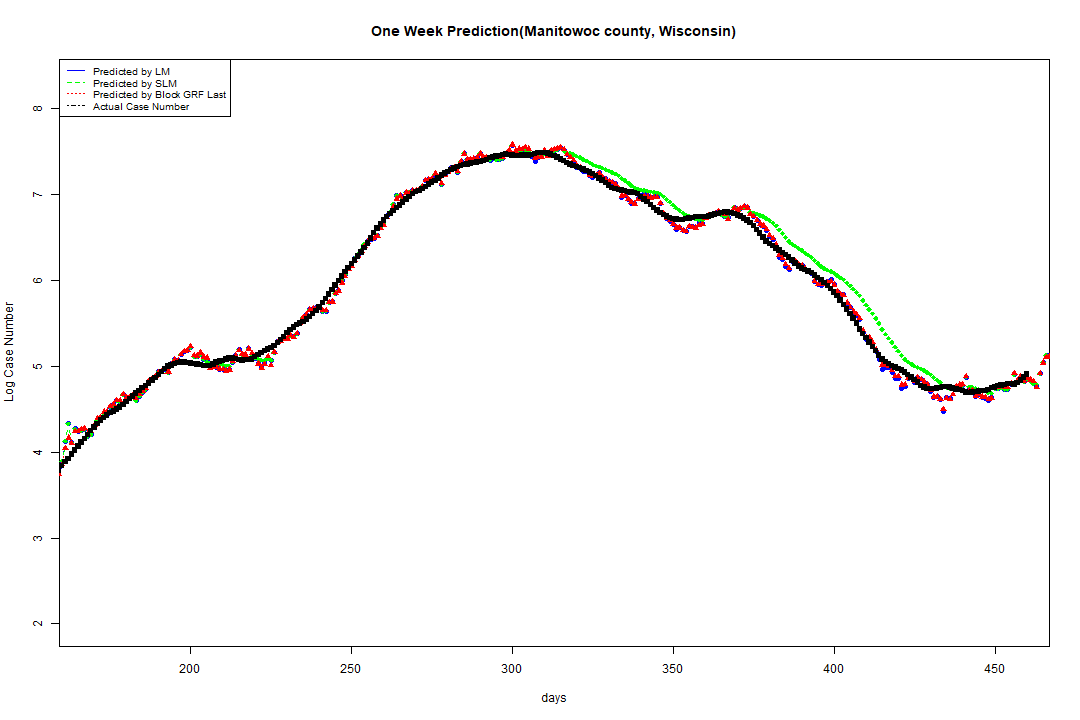 One Week Prediction(Manitowoc county, Wisconsin)
Predicted by LM
Predicted by SLM
Predicted by Block GRF Last
Actual Case Number
8
7
6
5
4
3
2
Log Case Number
200 250 300 350 400 450
days